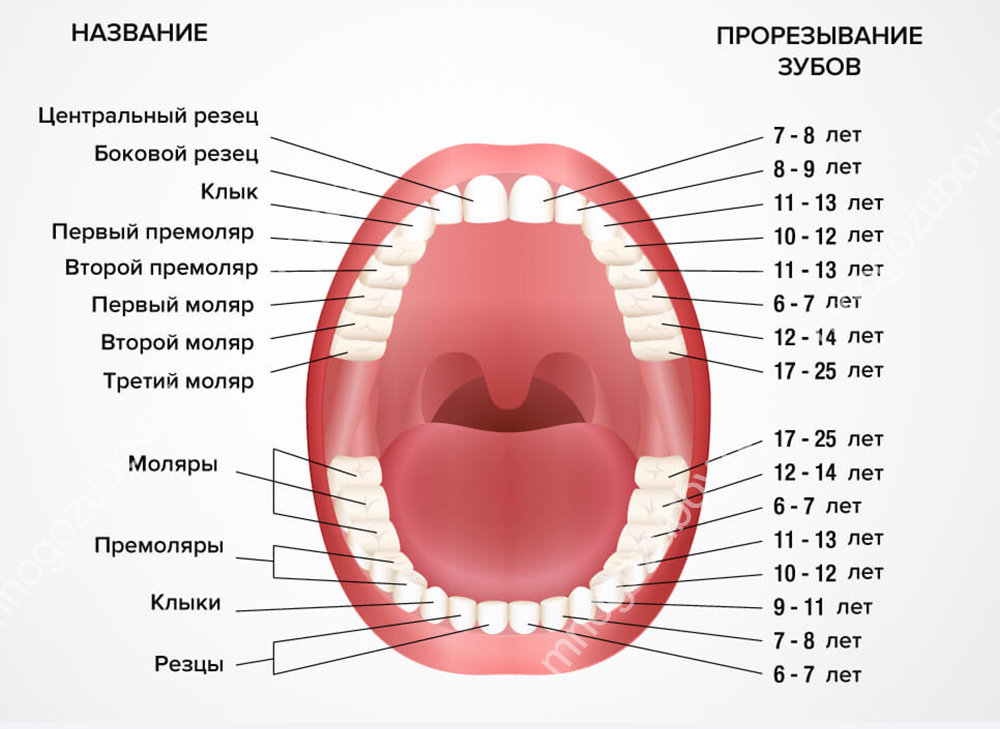 НАЗВАНИЕ
ПРОРЕЗЫВАНИЕ
ЗУБОВ
Центральный резец
Боковой резец
Клык
Первый премоляр
Второй премоляр
Первый моляр
Второй моляр
Третий моляр
Моляры
Премоляры
Клыки
Резцы
7 - 8 лет
8 - 9 лет
11 - 13 лет
10 - 12 лет
11 - 13 лет
6 - 7 лет
12 - 14 лет
17 - 25 лет
17 - 25 лет
12 - 14 лет
6 - 7 лет
11 - 13 лет
10 - 12 лет
9 - 11 лет
7 - 8 лет
6 - 7 лет